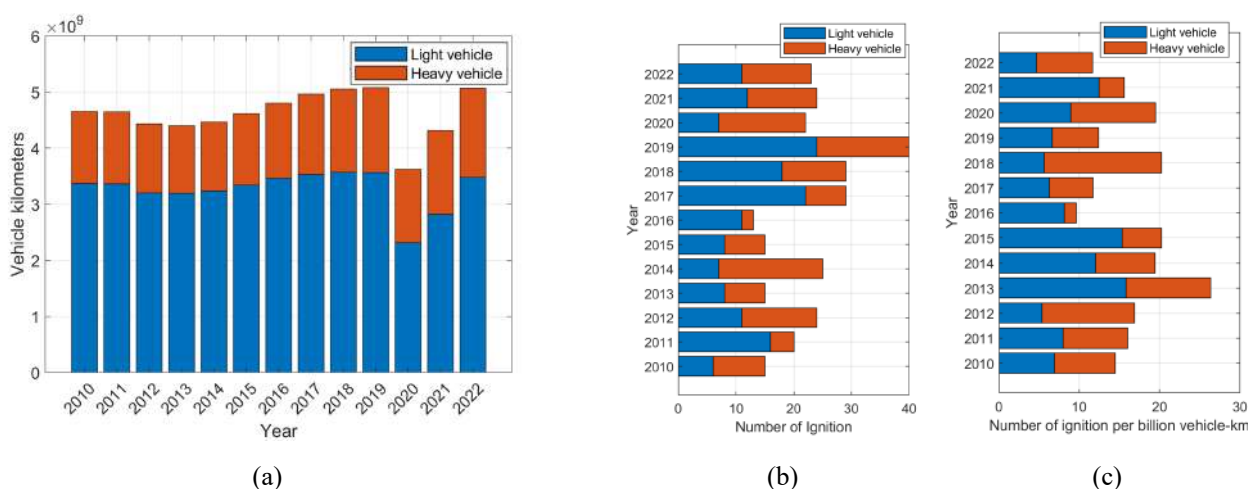 6 ×10⁹
5
4
3
2
1
0
Vehicle kilometers
Light vehicle
Heavy vehicle
2010 2011 2012 2013 2014 2015 2016 2017 2018 2019 2020 2021 2022
Year
(a)
Light vehicle
Heavy vehicle
2022
2021
2020
2019
2018
2017
2016
2015
2014
2013
2012
2011
2010
Year
0 10 20 30 40
Number of Ignition
(b)
Light vehicle
Heavy vehicle
2022
2021
2020
2019
2018
2017
2016
2015
2014
2013
2012
2011
2010
Year
0 10 20 30
Number of ignition per billion vehicle-km
(c)